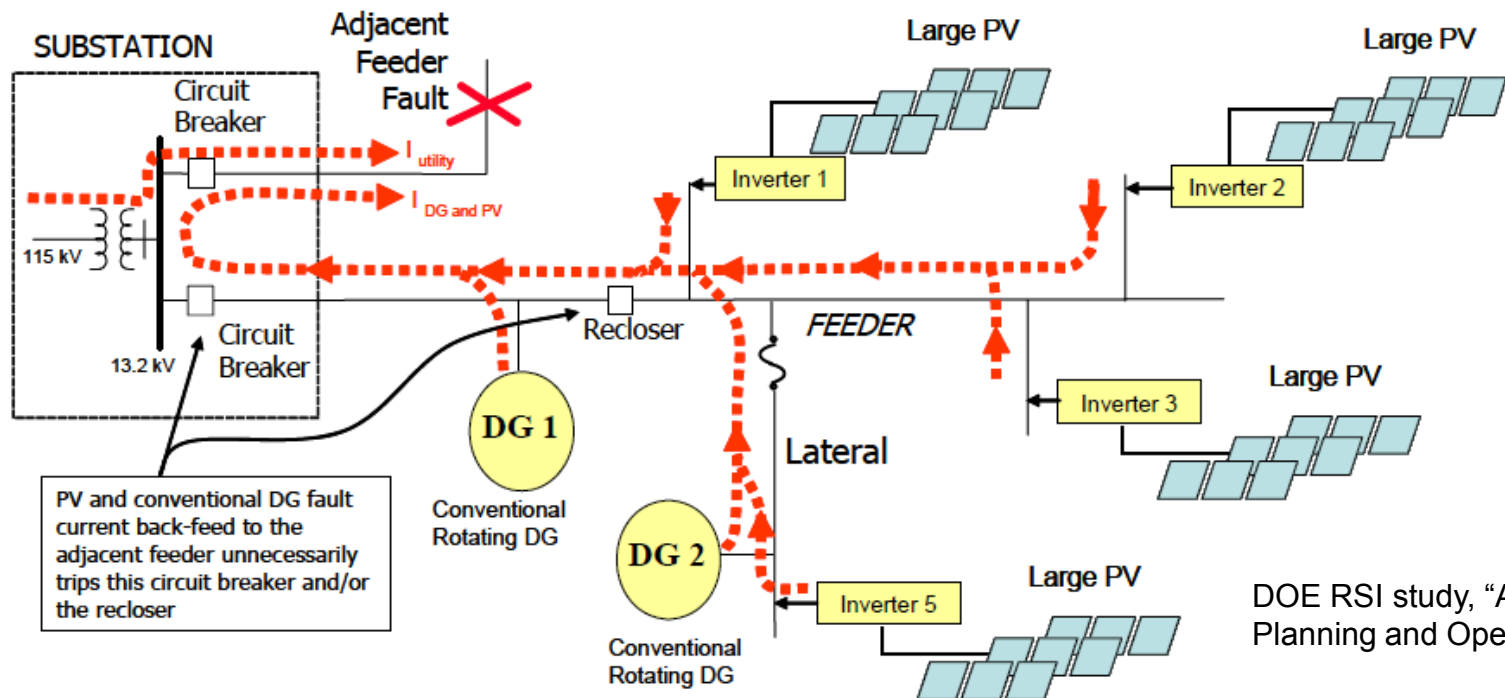 SUBSTATION
Circuit
Breaker
Adjacent
Feeder
Fault
I utility
I DG and PV
115 kV
13.2 kV
Circuit
Breaker
Recloser
FEEDER
Large PV
Inverter 1
Large PV
Inverter 2
Large PV
Inverter 3
DG 1
Conventional
Rotating DG
Lateral
DG 2
Conventional
Rotating DG
Large PV
Inverter 5
PV and conventional DG fault
current back-feed to the
adjacent feeder unnecessarily
trips this circuit breaker and/or
the recloser
DOE RSI study, “A
Planning and Ope